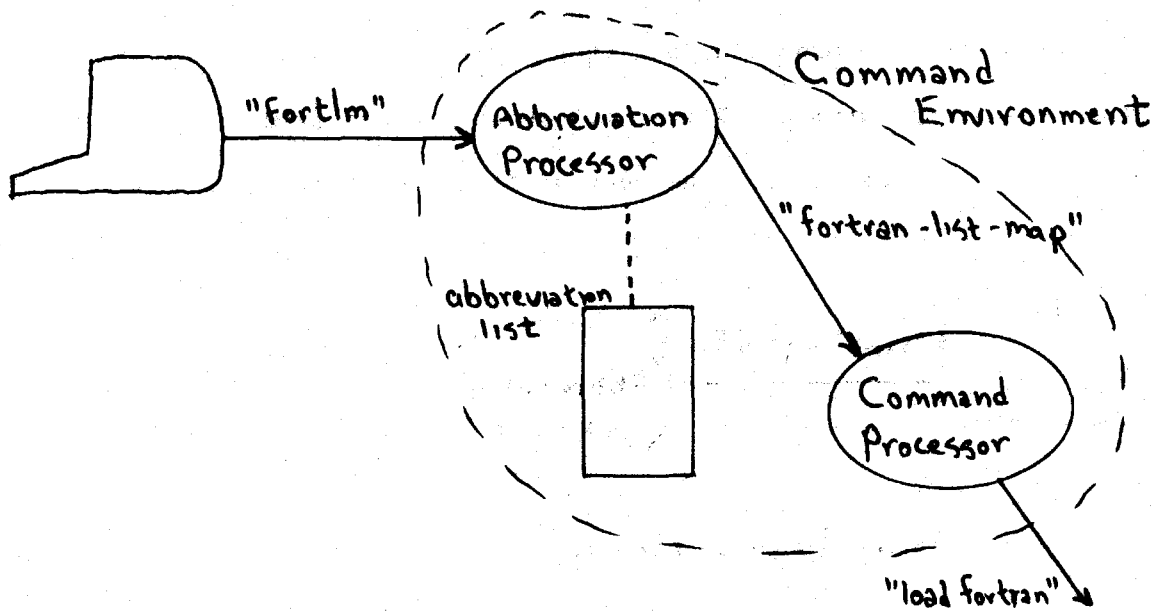 Command
Environment
"Fortlm"
Abbreviation
Processor
"fortran -list -map"
abbreviation
list
Command
Processor
"load fortran"